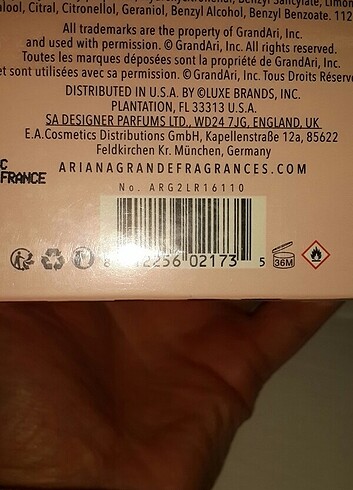 Citral, Citronellol, Geraniol, Benzyl Alcohol, Benzyl Benzoate.
All trademarks are the property of GrandAri, Inc.
and used with permission. © GrandAri, Inc. All rights reserved.
Toutes les marques déposées sont la propriété de GrandAri, Inc.
et sont utilisées avec sa permission. © GrandAri, Inc. Tous Droits
DISTRIBUTED IN U.S.A. BY ©LUXE BRANDS, INC.
PLANTATION, FL 33313 U.S.A.
SA DESIGNER PARFUMS LTD., WD24 7JG, ENGLAND, UK
E.A.Cosmetics Distributions GmbH, Kapellenstraße 12a, 85622
Feldkirchen Kr. München, Germany
C
FRANCE
ARIANAGRANDEFRAGRANCES.COM
No. ARG2LR16110
12256 02173 5
36M